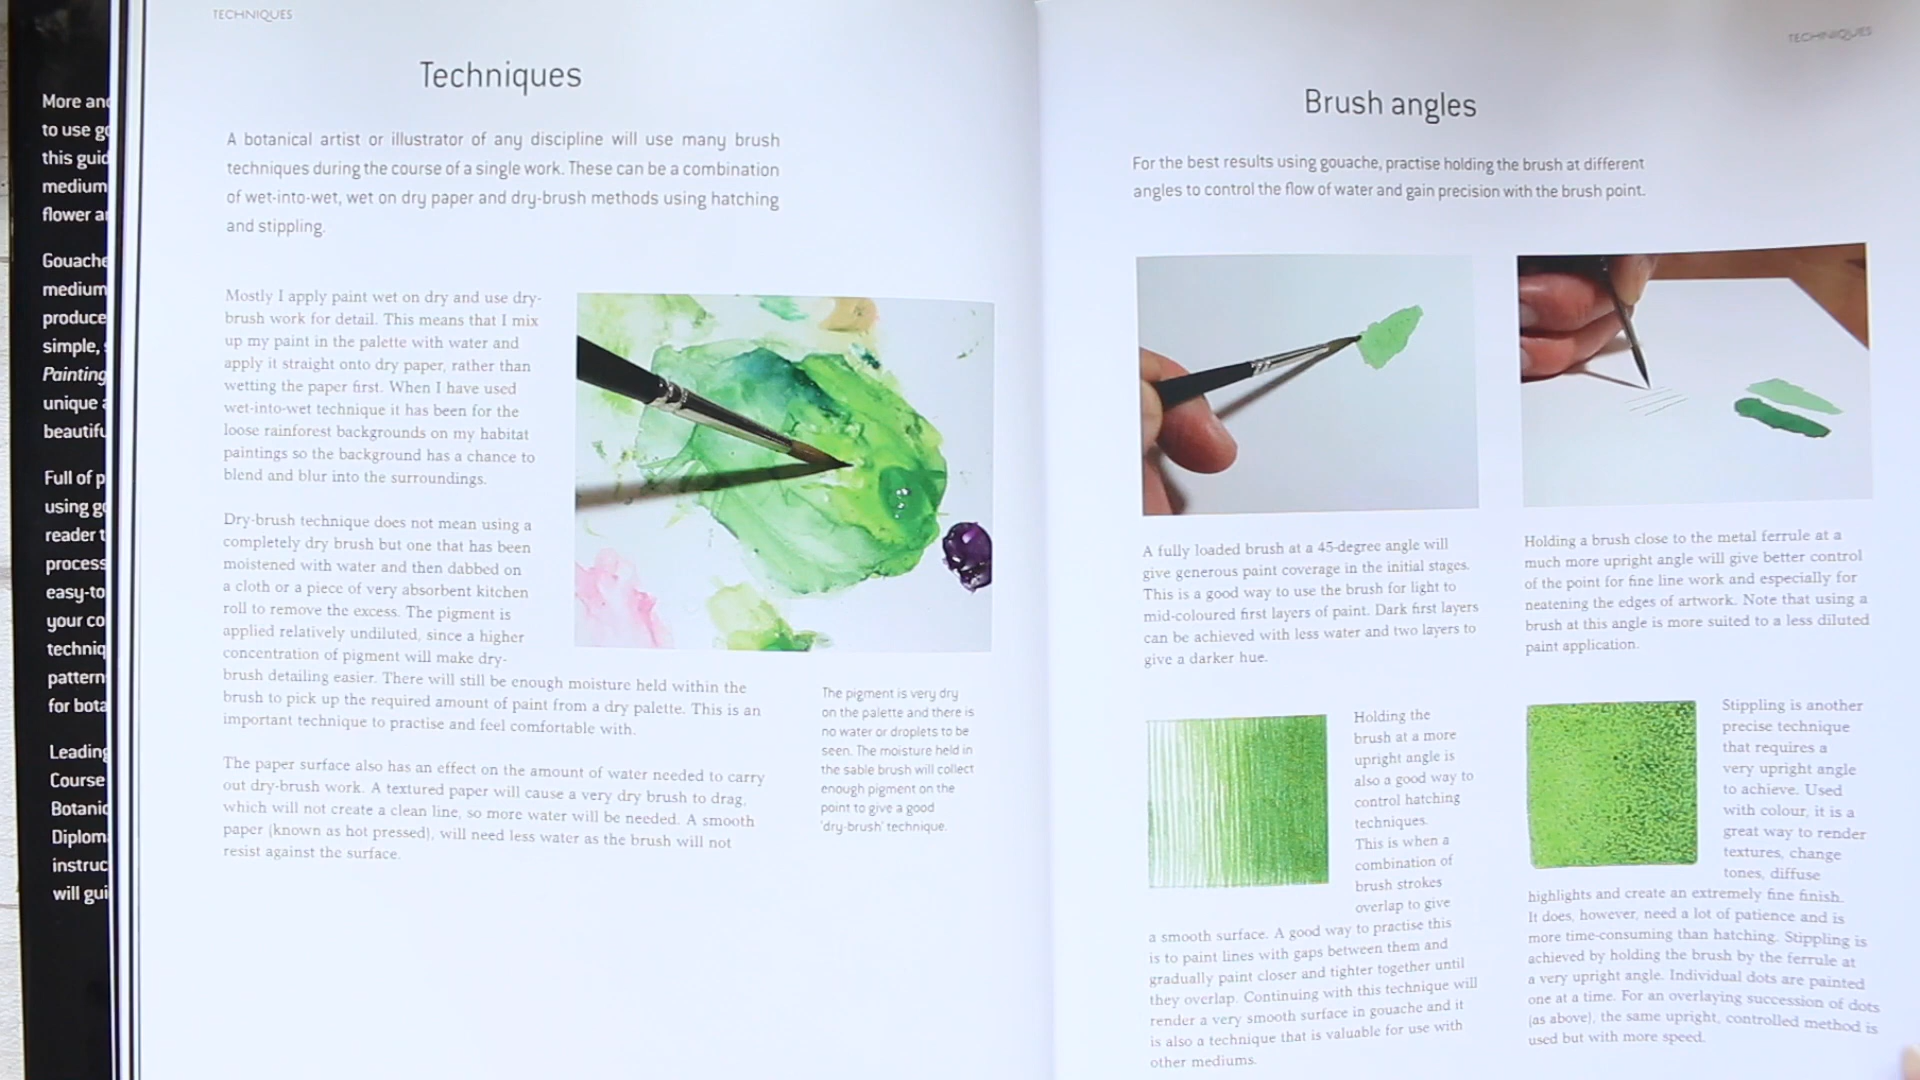 More and
to use go
this guid
medium
flower a
Gouache
medium
produce
simple,
Painting
unique a
beautifu
Full of p
using go
reader t
process
easy-to
your co
techniq
pattern
for bota
Leading
Course
Botanic
Diplom
instruc
will gui
TECHNIQUES
Techniques
A botanical artist or illustrator of any discipline will use many brush
techniques during the course of a single work. These can be a combination
of wet-into-wet, wet on dry paper and dry-brush methods using hatching
and stippling.
Mostly I apply paint wet on dry and use dry-
brush work for detail. This means that I mix
up my paint in the palette with water and
apply it straight onto dry paper, rather than
wetting the paper first. When I have used
wet-into-wet technique it has been for the
loose rainforest backgrounds on my habitat
paintings so the background has a chance to
blend and blur into the surroundings.
Dry-brush technique does not mean using a
completely dry brush but one that has been
moistened with water and then dabbed on
a cloth or a piece of very absorbent kitchen
roll to remove the excess. The pigment is
applied relatively undiluted, since a higher
concentration of pigment will make dry-
brush detailing easier. There will still be enough moisture held within the
brush to pick up the required amount of paint from a dry palette. This is an
important technique to practise and feel comfortable with.
The paper surface also has an effect on the amount of water needed to carry
out dry-brush work. A textured paper will cause a very dry brush to drag,
which will not create a clean line, so more water will be needed. A smooth
paper (known as hot pressed), will need less water as the brush will not
resist against the surface.
The pigment is very dry
on the palette and there is
no water or droplets to be
seen. The moisture held in
the sable brush will collect
enough pigment on the
point to give a good
'dry-brush' technique.
TECHNIQUES
Brush angles
For the best results using gouache, practise holding the brush at different
angles to control the flow of water and gain precision with the brush point.
A fully loaded brush at a 45-degree angle will
give generous paint coverage in the initial stages.
This is a good way to use the brush for light to
mid-coloured first layers of paint. Dark first layers
can be achieved with less water and two layers to
give a darker hue.
Holding a brush close to the metal ferrule at a
much more upright angle will give better control
of the point for fine line work and especially for
neatening the edges of artwork. Note that using a
brush at this angle is more suited to a less diluted
paint application.
Holding the
brush at a more
upright angle is
also a good way to
control hatching
techniques.
This is when a
combination of
brush strokes
overlap to give
a smooth surface. A good way to practise this
is to paint lines with gaps between them and
gradually paint closer and tighter together until
they overlap. Continuing with this technique will
render a very smooth surface in gouache and it
is also a technique that is valuable for use with
other mediums.
Stippling is another
precise technique
that requires a
very upright angle
to achieve. Used
with colour, it is a
great way to render
textures, change
tones, diffuse
highlights and create an extremely fine finish.
It does, however, need a lot of patience and is
more time-consuming than hatching. Stippling is
achieved by holding the brush by the ferrule at
a very upright angle. Individual dots are painted
one at a time. For an overlaying succession of dots
(as above), the same upright, controlled method is
used but with more speed.